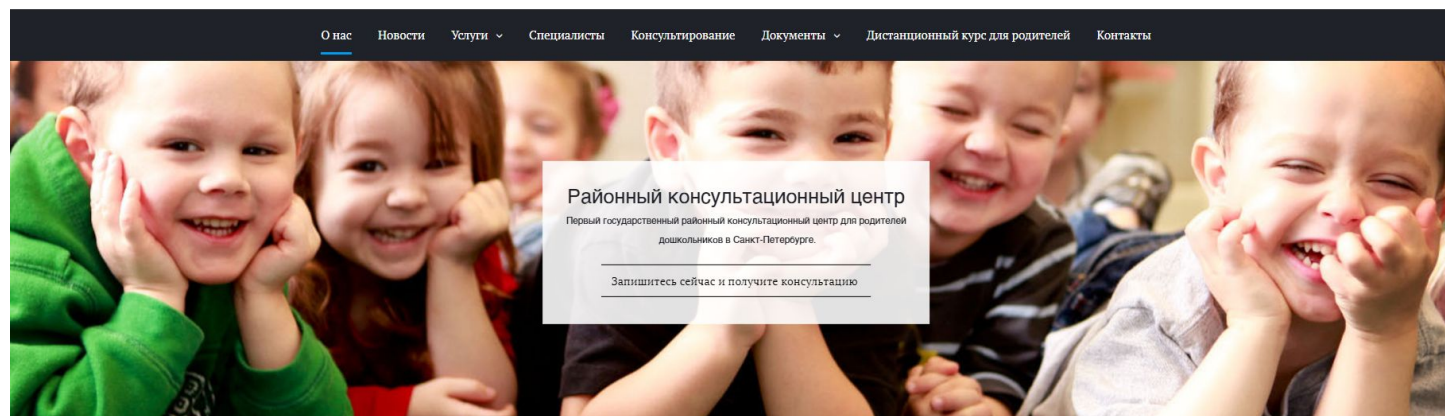 О нас Новости Услуги Специалисты Консультирование Документы Дистанционный курс для родителей Контакты
Районный консультационный центр
Первый государственный районный консультационный центр для родителей
дошкольников в Санкт-Петербурге.
Запишитесь сейчас и получите консультацию